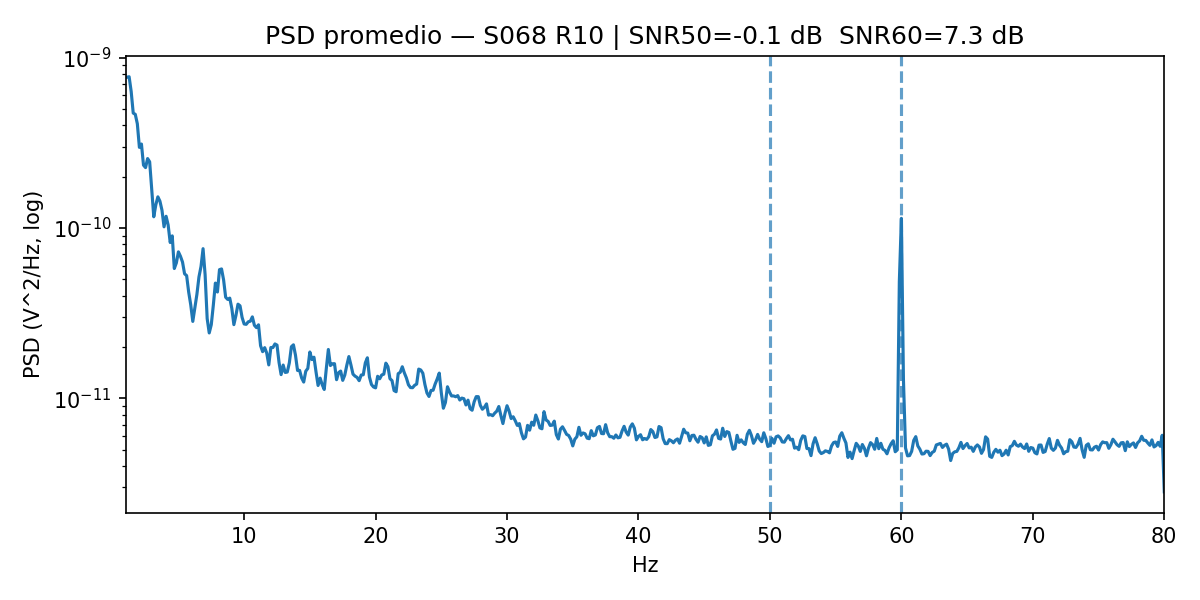 PSD promedio — S068 R10 | SNR50=-0.1 dB  SNR60=7.3 dB
PSD (V^2/Hz, log)
10⁻⁹
10⁻¹⁰
10⁻¹¹
10 20 30 40 50 60 70 80
Hz